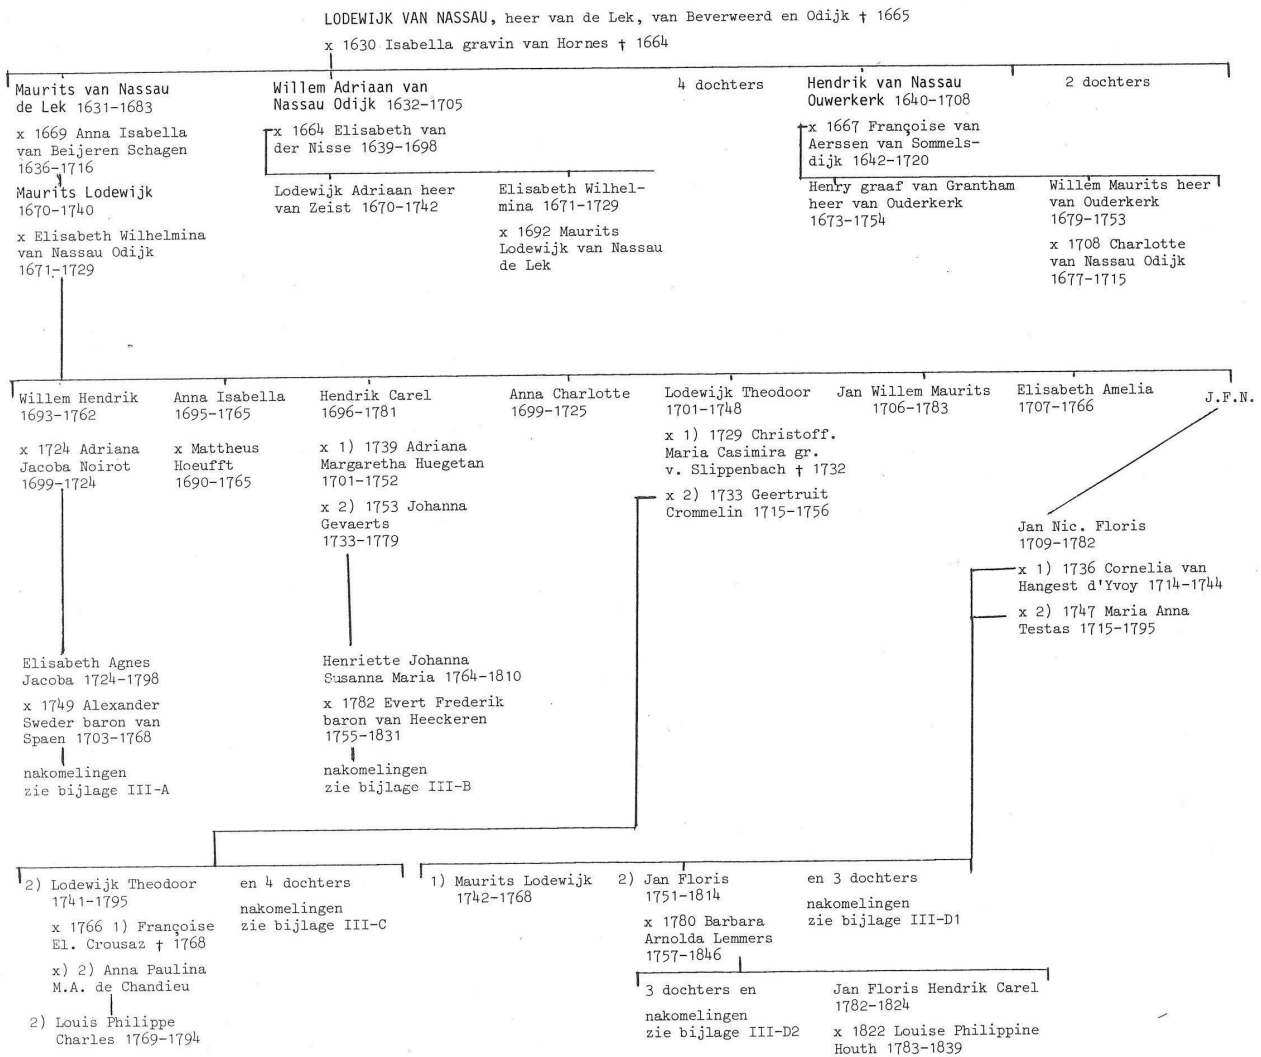 LODEWIJK VAN NASSAU, heer van de Lek, van Beverweerd en Odijk † 1665
x 1630 Isabella gravin van Hornes † 1664
Maurits van Nassau
de Lek 1631-1683
x 1669 Anna Isabella
van Beijeren Schagen
1636-1716
Maurits Lodewijk
1670-1740
x Elisabeth Wilhelmina
van Nassau Odijk
1671-1729
Willem Adriaan van
Nassau Odijk 1632-1705
x 1664 Elisabeth van
der Nisse 1639-1698
Lodewijk Adriaan heer
van Zeist 1670-1742
Elisabeth Wilhel-
mina 1671-1729
x 1692 Maurits
Lodewijk van Nassau
de Lek
4 dochters
Hendrik van Nassau
Ouwerkerk 1640-1708
x 1667 Françoise van
Aerssen van Sommels-
dijk 1642-1720
Henry graaf van Grantham
heer van Ouderkerk
1673-1754
2 dochters
Willem Maurits heer
van Ouderkerk
1679-1753
x 1708 Charlotte
van Nassau Odijk
1677-1715
Willem Hendrik
1693-1762
x 1724 Adriana
Jacoba Noirot
1699-1724
Anna Isabella
1695-1765
x Mattheus
Hoeufft
1690-1765
Hendrik Carel
1696-1781
x 1) 1739 Adriana
Margaretha Huegetan
1701-1752
x 2) 1753 Johanna
Gevaerts
1733-1779
Anna Charlotte
1699-1725
Lodewijk Theodoor
1701-1748
x 1) 1729 Christoff.
Maria Casimira gr.
v. Slippenbach † 1732
x 2) 1733 Geertruit
Crommelin 1715-1756
Jan Willem Maurits
1706-1783
Elisabeth Amelia
1707-1766
J.F.N.
Jan Nic. Floris
1709-1782
x 1) 1736 Cornelia van
Hangest d'Yvoy 1714-1744
x 2) 1747 Maria Anna
Testas 1715-1795
Elisabeth Agnes
Jacoba 1724-1798
x 1749 Alexander
Sweder baron van
Spaen 1703-1768
nakomelingen
zie bijlage III-A
Henriette Johanna
Susanna Maria 1764-1810
x 1782 Evert Frederik
baron van Heeckeren
1755-1831
nakomelingen
zie bijlage III-B
2) Lodewijk Theodoor
1741-1795
x 1766 1) Françoise
El. Crousaz † 1768
x) 2) Anna Paulina
M.A. de Chandieu
2) Louis Philippe
Charles 1769-1794
en 4 dochters
nakomelingen
zie bijlage III-C
1) Maurits Lodewijk
1742-1768
2) Jan Floris
1751-1814
x 1780 Barbara
Arnolda Lemmers
1757-1846
en 3 dochters
nakomelingen
zie bijlage III-D1
3 dochters en
nakomelingen
zie bijlage III-D2
Jan Floris Hendrik Carel
1782-1824
x 1822 Louise Philippine
Houth 1783-1839